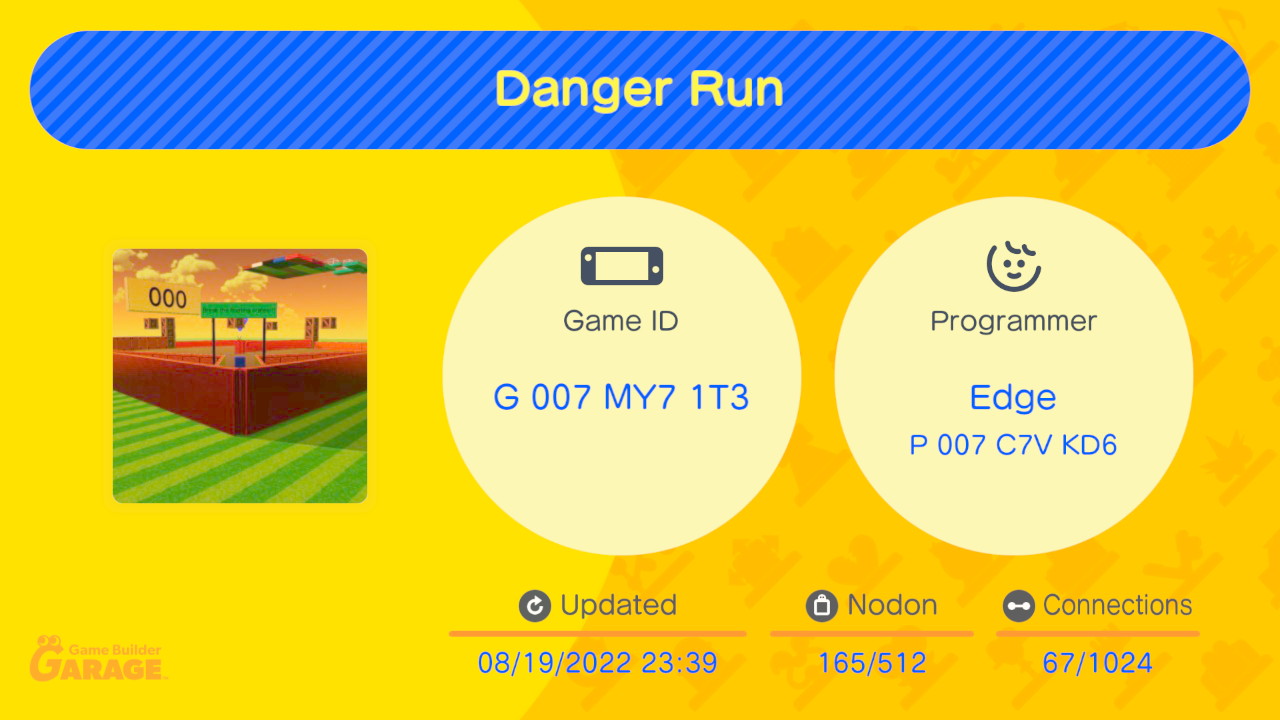 Danger Run
000
Game ID
G 007 MY7 1T3
Programmer
Edge
P 007 C7V KD6
Updated
Nodon
Connections
08/19/2022 23:39
165/512
67/1024
Game Builder
GARAGE